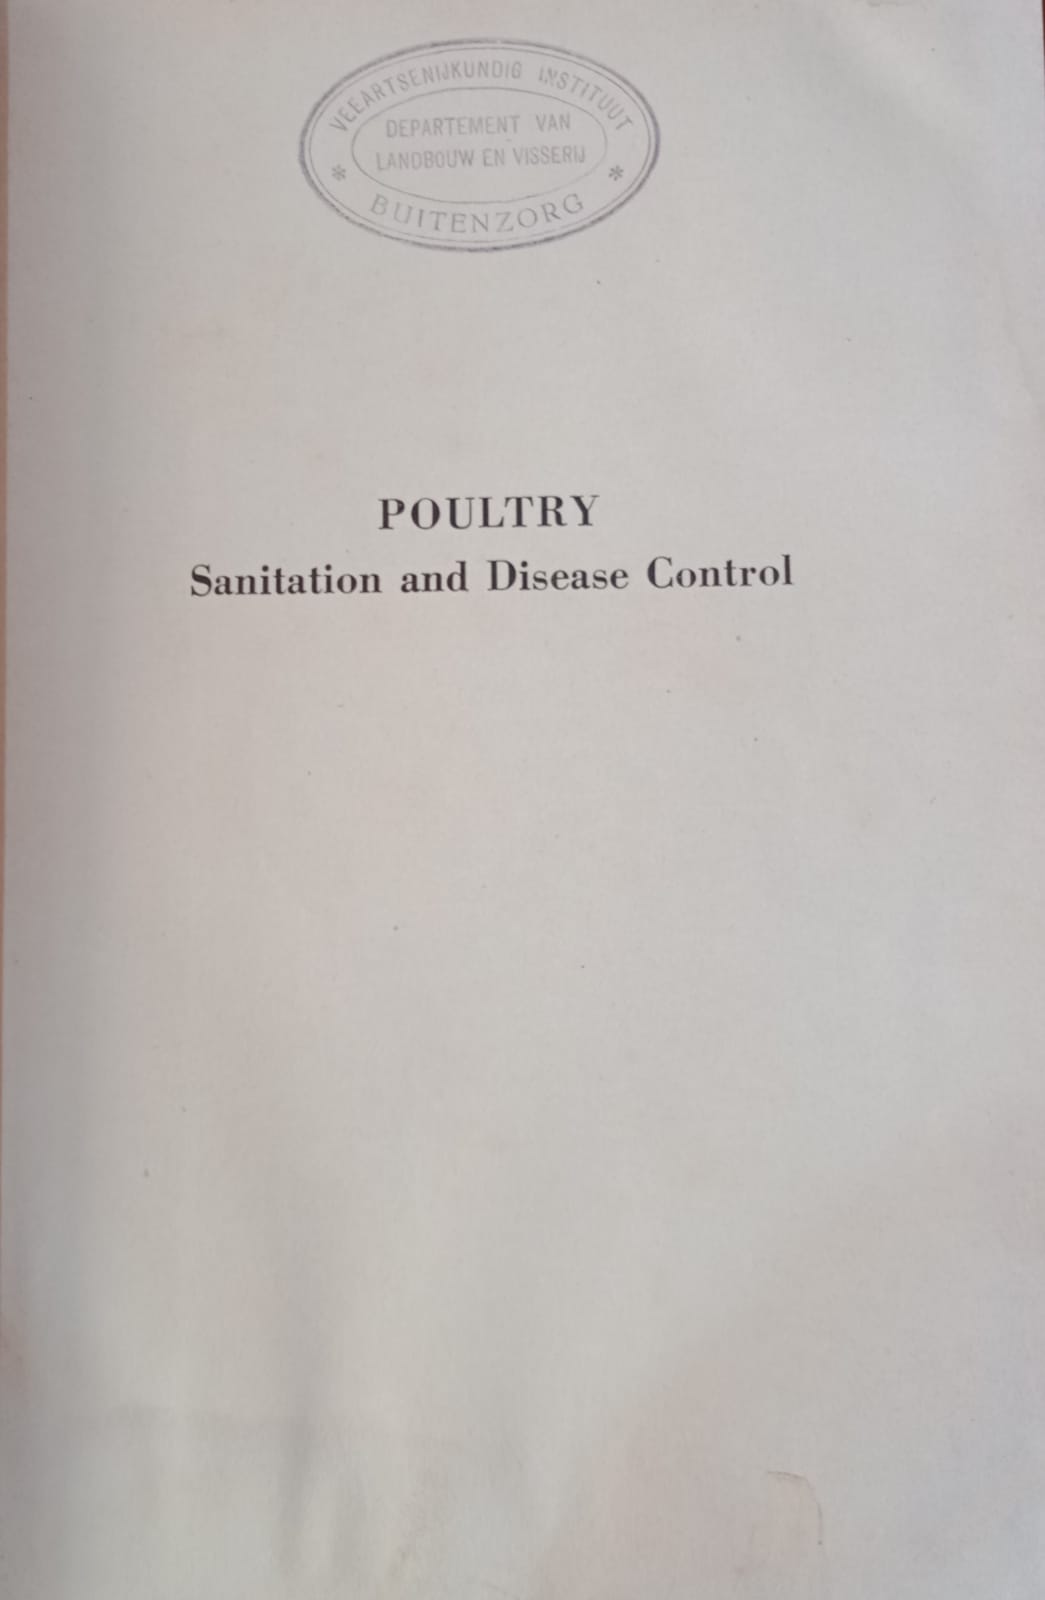 VEEARTSENIJKUNDIG INSTITUUT
DEPARTEMENT VAN
LANDBOUW EN VISSERIJ
* BUITENZORG *
POULTRY
Sanitation and Disease Control